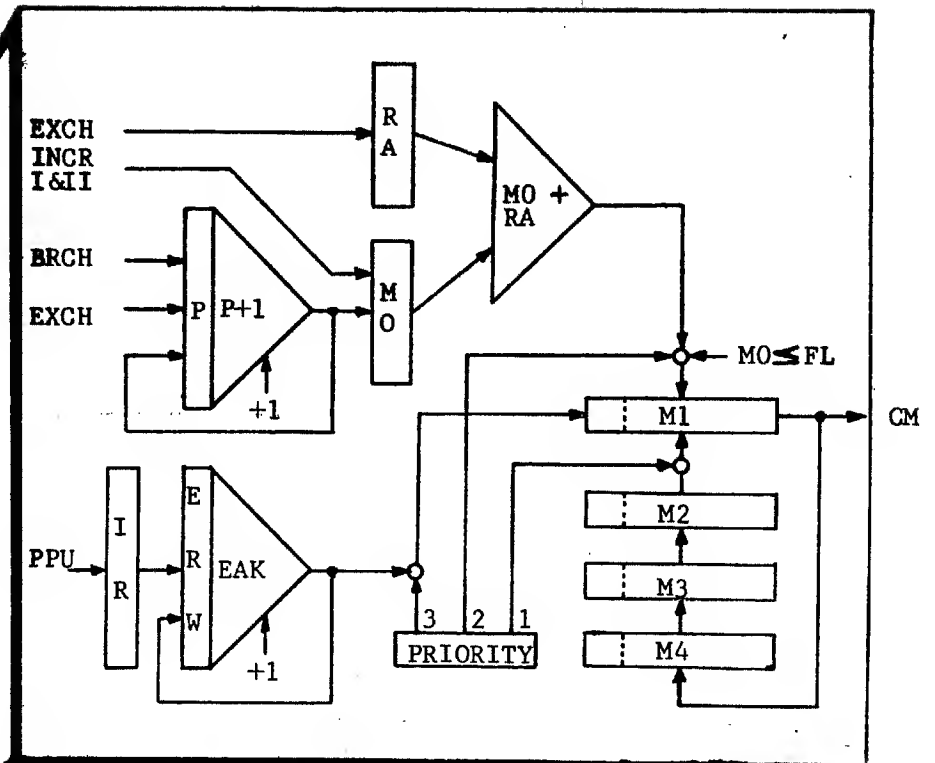 EXCH
INCR
I&II
BRCH
EXCH
R
A
MO +
RA
M
O
P P+1
+1
MO≤FL
M1
CM
M2
M3
M4
PPU
I
R
E
R
W
EAK
+1
3 2 1
PRIORITY